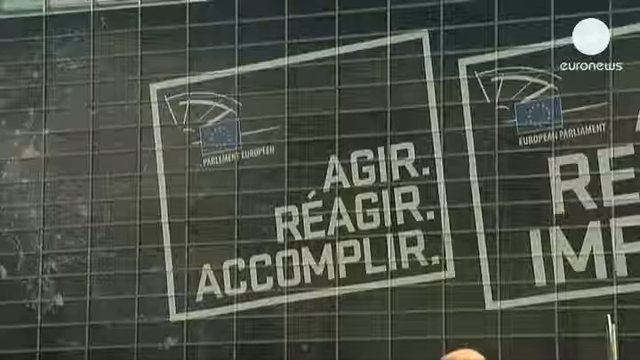 euronews
PARLEMENT EUROPÉEN
AGIR.
RÉAGIR.
ACCOMPLIR.
EUROPEAN PARLIAMENT
RE
IMP